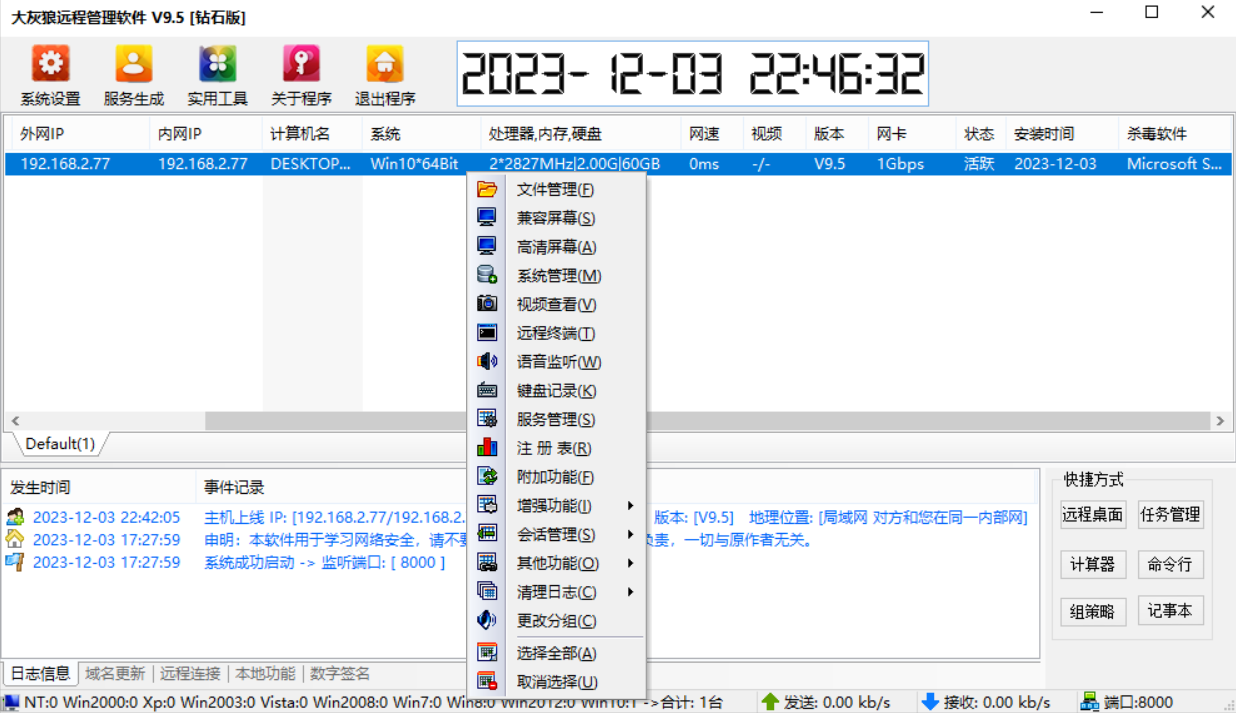 大灰狼远程管理软件 V9.5 [钻石版]
系统设置 服务生成 实用工具 关于程序 退出程序
2023-12-03 22:46:32
外网IP 内网IP 计算机名 系统 处理器,内存,硬盘 网速 视频 版本 网卡 状态 安装时间 杀毒软件
192.168.2.77 192.168.2.77 DESKTOP... Win10*64Bit 2*2827MHz|2.00G|60GB 0ms -/- V9.5 1Gbps 活跃 2023-12-03 Microsoft S...
文件管理(F)
兼容屏幕(S)
高清屏幕(A)
系统管理(M)
视频查看(V)
远程终端(T)
语音监听(W)
键盘记录(K)
服务管理(S)
注 册 表(R)
附加功能(F)
增强功能(I)
会话管理(S)
其他功能(O)
清理日志(C)
更改分组(C)
选择全部(A)
取消选择(U)
Default(1)
发生时间 事件记录
2023-12-03 22:42:05 主机上线 IP: [192.168.2.77/192.168.2. 版本: [V9.5] 地理位置: [局域网 对方和您在同一内部网]
2023-12-03 17:27:59 申明：本软件用于学习网络安全，请不要 负责，一切与原作者无关。
2023-12-03 17:27:59 系统成功启动 -> 监听端口: [ 8000 ]
快捷方式
远程桌面 任务管理
计算器 命令行
组策略 记事本
日志信息 域名更新 远程连接 本地功能 数字签名
NT:0 Win2000:0 Xp:0 Win2003:0 Vista:0 Win2008:0 Win7:0 Win8:0 Win2012:0 Win10:1 ->合计: 1台 发送: 0.00 kb/s 接收: 0.00 kb/s 端口:8000